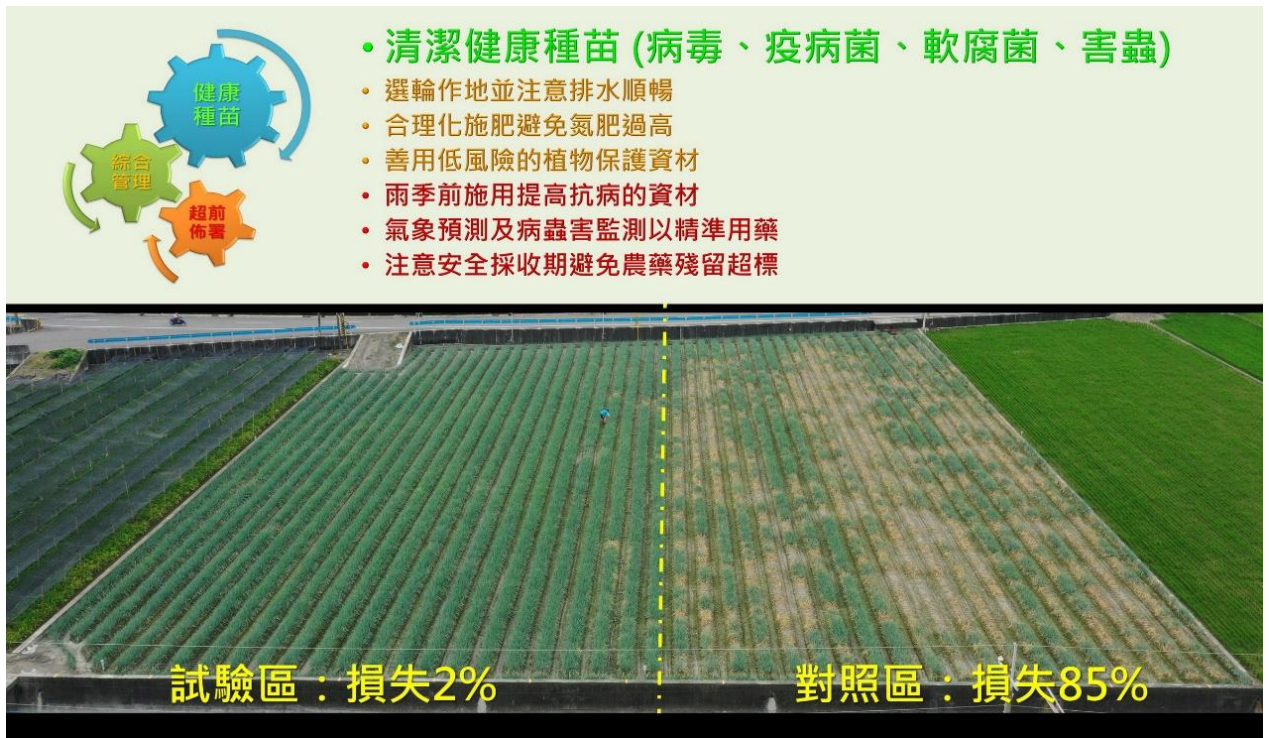 健康
種苗
綜合
管理
超前
佈署
• 清潔健康種苗 (病毒、疫病菌、軟腐菌、害蟲)
• 選輪作地並注意排水順暢
• 合理化施肥避免氮肥過高
• 善用低風險的植物保護資材
• 雨季前施用提高抗病的資材
• 氣象預測及病蟲害監測以精準用藥
• 注意安全採收期避免農藥殘留超標
試驗區：損失2%
對照區：損失85%